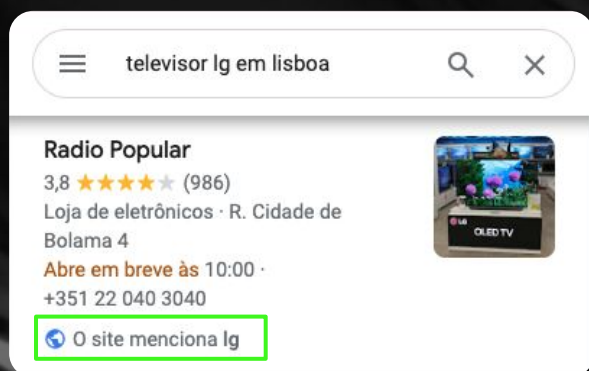 televisor lg em lisboa
Radio Popular
3,8 (986)
Loja de eletrônicos · R. Cidade de
Bolama 4
Abre em breve às 10:00 ·
+351 22 040 3040
O site menciona lg
LG OLED TV